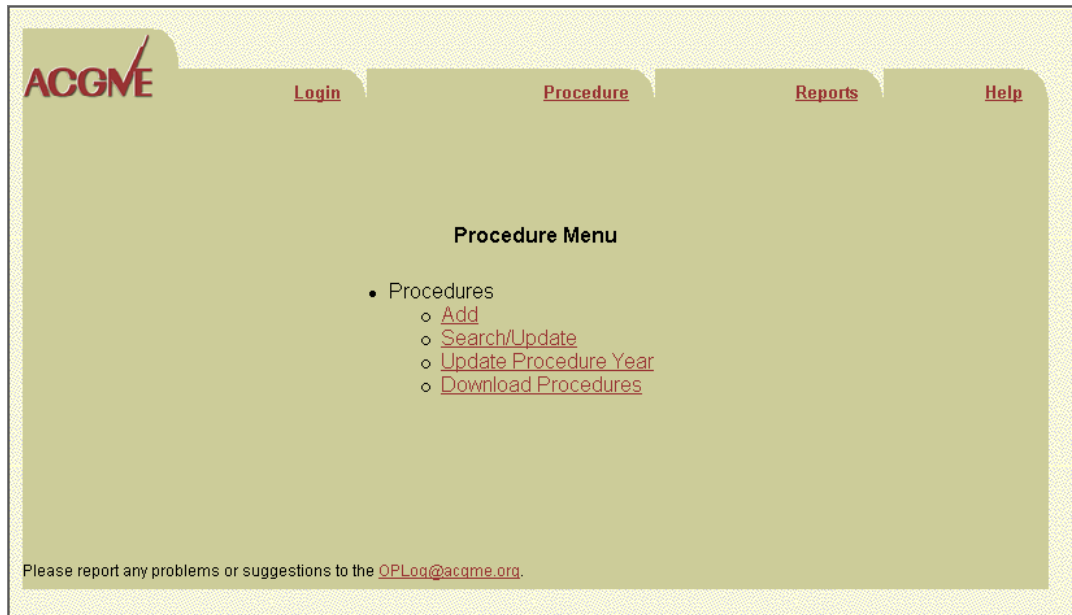 ACGME
Login Procedure Reports Help
Procedure Menu
• Procedures
o Add
o Search/Update
o Update Procedure Year
o Download Procedures
Please report any problems or suggestions to the OPLog@acgme.org.